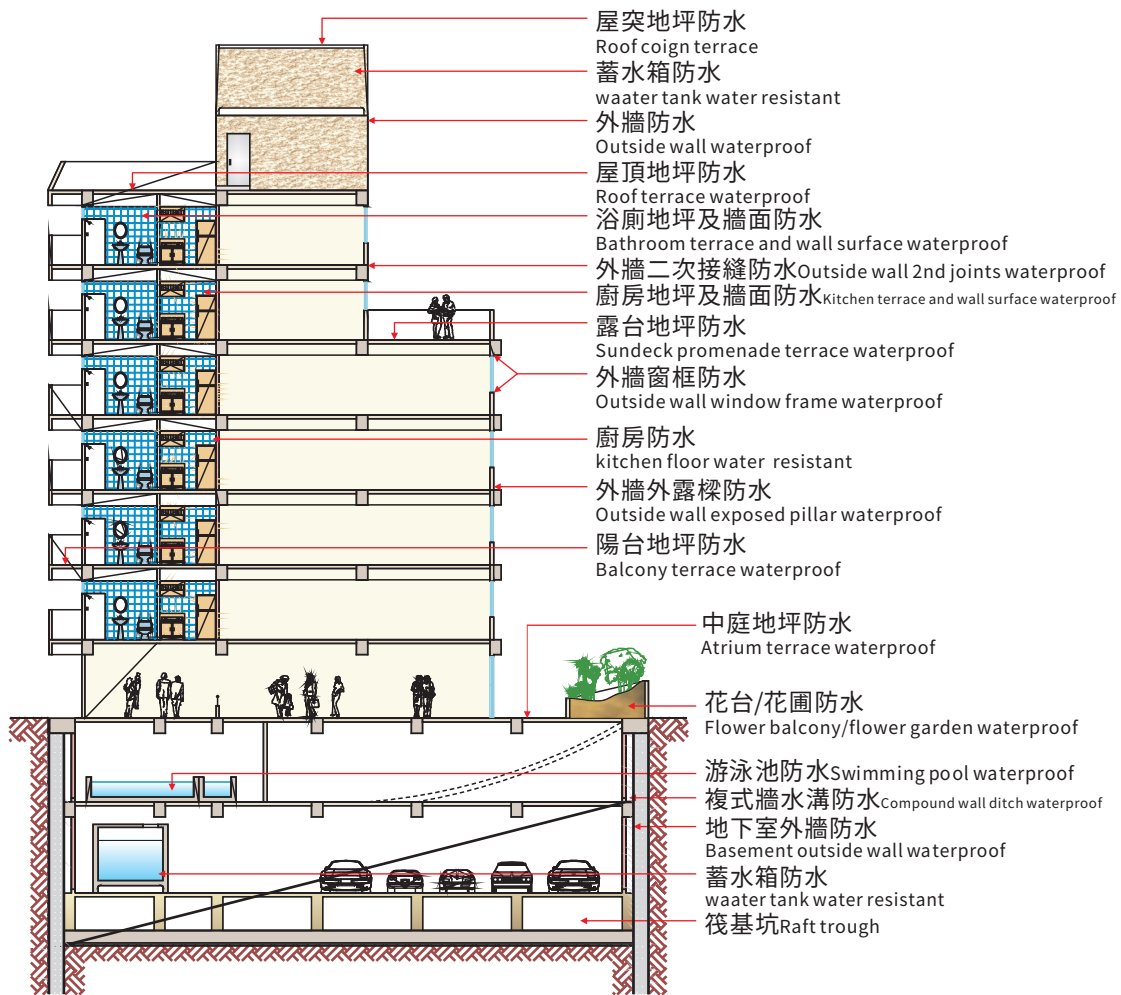 屋突地坪防水
Roof coign terrace
蓄水箱防水
waater tank water resistant
外牆防水
Outside wall waterproof
屋頂地坪防水
Roof terrace waterproof
浴廁地坪及牆面防水
Bathroom terrace and wall surface waterproof
外牆二次接縫防水Outside wall 2nd joints waterproof
廚房地坪及牆面防水Kitchen terrace and wall surface waterproof
露台地坪防水
Sundeck promenade terrace waterproof
外牆窗框防水
Outside wall window frame waterproof
廚房防水
kitchen floor water resistant
外牆外露樑防水
Outside wall exposed pillar waterproof
陽台地坪防水
Balcony terrace waterproof
中庭地坪防水
Atrium terrace waterproof
花台/花圃防水
Flower balcony/flower garden waterproof
游泳池防水Swimming pool waterproof
複式牆水溝防水Compound wall ditch waterproof
地下室外牆防水
Basement outside wall waterproof
蓄水箱防水
waater tank water resistant
筏基坑Raft trough